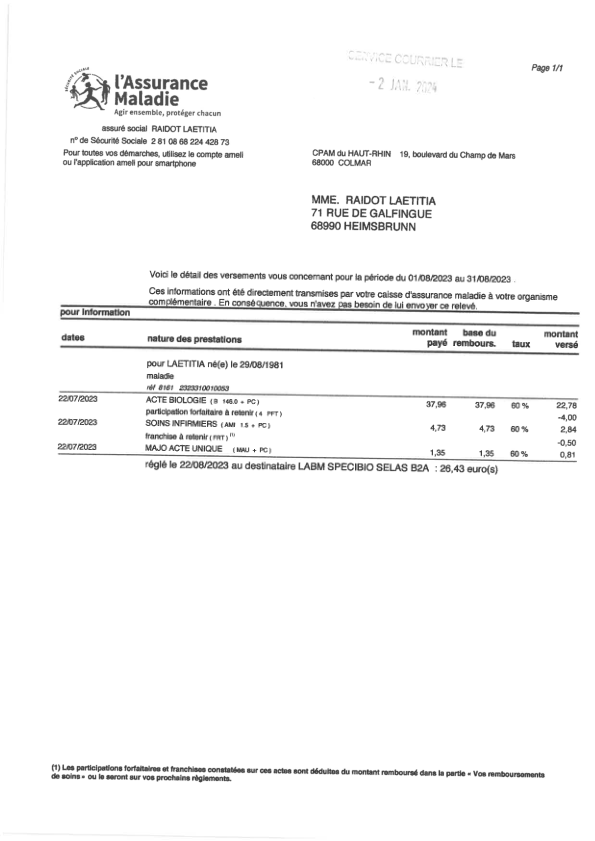 SERVICE COURRIER LE
- 2 JAN. 2024
Page 1/1
SÉCURITÉ SOCIALE
l'Assurance
Maladie
Agir ensemble, protéger chacun
assuré social RAIDOT LAETITIA
n° de Sécurité Sociale 2 81 08 68 224 428 73
Pour toutes vos démarches, utilisez le compte ameli
ou l'application ameli pour smartphone
CPAM du HAUT-RHIN 19, boulevard du Champ de Mars
68000 COLMAR
MME. RAIDOT LAETITIA
71 RUE DE GALFINGUE
68990 HEIMSBRUNN
Voici le détail des versements vous concernant pour la période du 01/08/2023 au 31/08/2023 .
Ces informations ont été directement transmises par votre caisse d'assurance maladie à votre organisme
complémentaire . En conséquence, vous n'avez pas besoin de lui envoyer ce relevé.
pour information
dates nature des prestations montant payé base du rembours. taux montant versé
pour LAETITIA né(e) le 29/08/1981
maladie
réf 8161 2323310010053
22/07/2023 ACTE BIOLOGIE ( B 146.0 + PC ) 37,96 37,96 60 % 22,78
participation forfaitaire à retenir ( 4 PFT ) -4,00
22/07/2023 SOINS INFIRMIERS ( AMI 1.5 + PC ) 4,73 4,73 60 % 2,84
franchise à retenir ( FRT ) (1) -0,50
22/07/2023 MAJO ACTE UNIQUE ( MAU + PC ) 1,35 1,35 60 % 0,81
réglé le 22/08/2023 au destinataire LABM SPECIBIO SELAS B2A : 26,43 euro(s)
(1) Les participations forfaitaires et franchises constatées sur ces actes sont déduites du montant remboursé dans la partie « Vos remboursements
de soins » ou le seront sur vos prochains règlements.